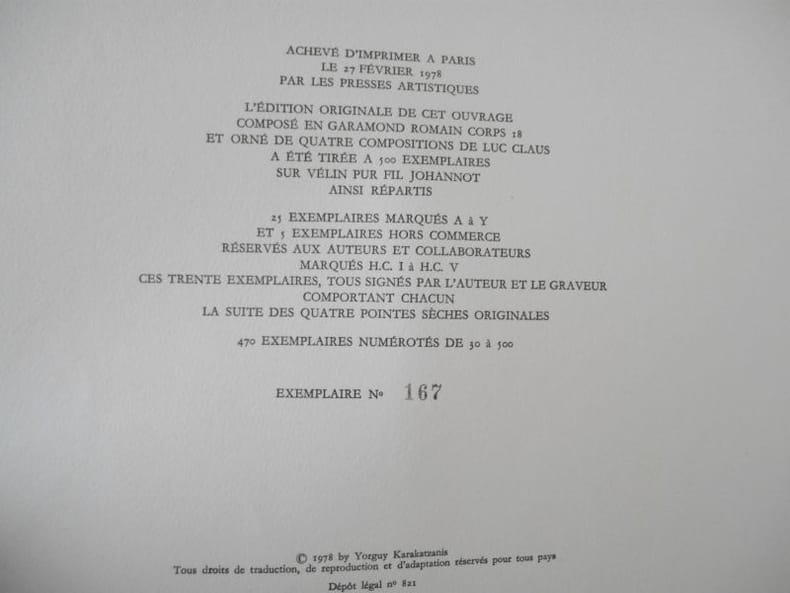 ACHEVÉ D'IMPRIMER A PARIS
LE 27 FÉVRIER 1978
PAR LES PRESSES ARTISTIQUES
L'ÉDITION ORIGINALE DE CET OUVRAGE
COMPOSÉ EN GARAMOND ROMAIN CORPS 18
ET ORNÉ DE QUATRE COMPOSITIONS DE LUC CLAUS
A ÉTÉ TIRÉE A 500 EXEMPLAIRES
SUR VÉLIN PUR FIL JOHANNOT
AINSI RÉPARTIS
25 EXEMPLAIRES MARQUÉS A à Y
ET 5 EXEMPLAIRES HORS COMMERCE
RÉSERVÉS AUX AUTEURS ET COLLABORATEURS
MARQUÉS H.C. I à H.C. V
CES TRENTE EXEMPLAIRES, TOUS SIGNÉS PAR L'AUTEUR ET LE GRAVEUR
COMPORTANT CHACUN
LA SUITE DES QUATRE POINTES SÈCHES ORIGINALES
470 EXEMPLAIRES NUMÉROTÉS DE 30 à 500
EXEMPLAIRE Nº 167
© 1978 by Yorguy Karakatzanis
Tous droits de traduction, de reproduction et d'adaptation réservés pour tous pays
Dépôt légal nº 821